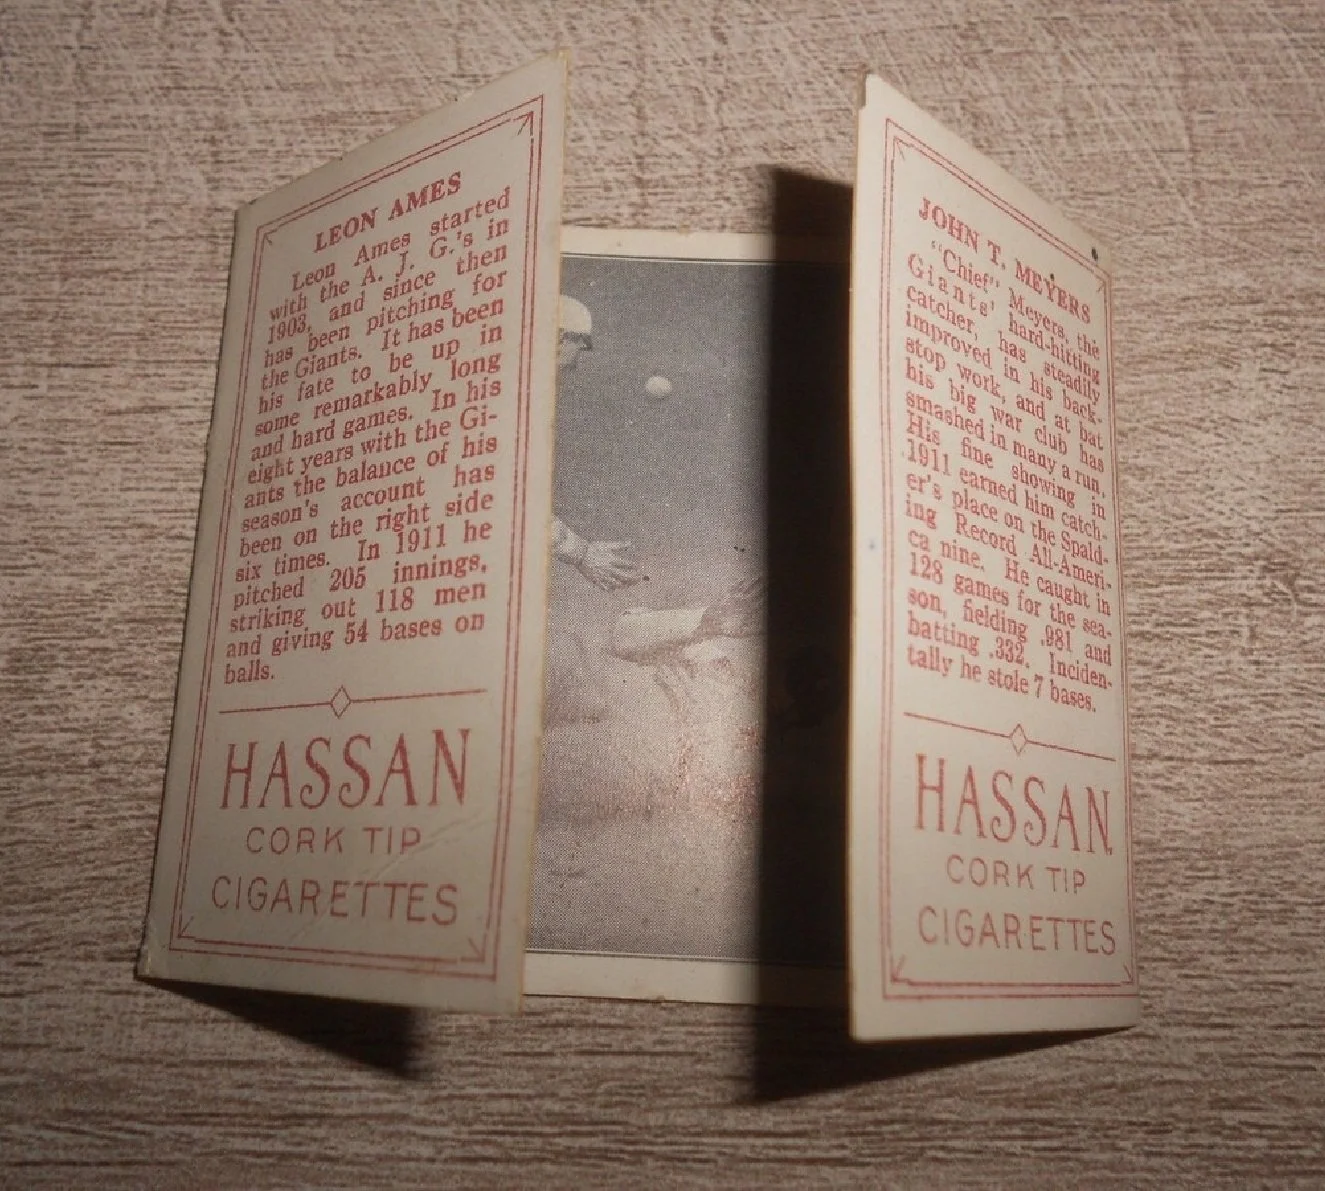 LEON AMES
Leon Ames started
with the A. J. G.'s in
1903, and since then
has been pitching for
the Giants. It has been
his fate to be up in
some remarkably long
and hard games. In his
eight years with the Gi-
ants the balance of his
season's account has
been on the right side
six times. In 1911 he
pitched 205 innings,
striking out 118 men
and giving 54 bases on
balls.
HASSAN
CORK TIP
CIGARETTES
JOHN T. MEYERS
"Chief" Meyers, the
Giants' hard-hitting
catcher, has steadily
improved in his back-
stop work, and at bat
his big war club has
smashed in many a run.
His fine showing in
1911 earned him catch-
er's place on the Spald-
ing Record All-Ameri-
ca nine. He caught in
128 games for the sea-
son, fielding .981 and
batting .332. Inciden-
tally he stole 7 bases.
HASSAN
CORK TIP
CIGARETTES